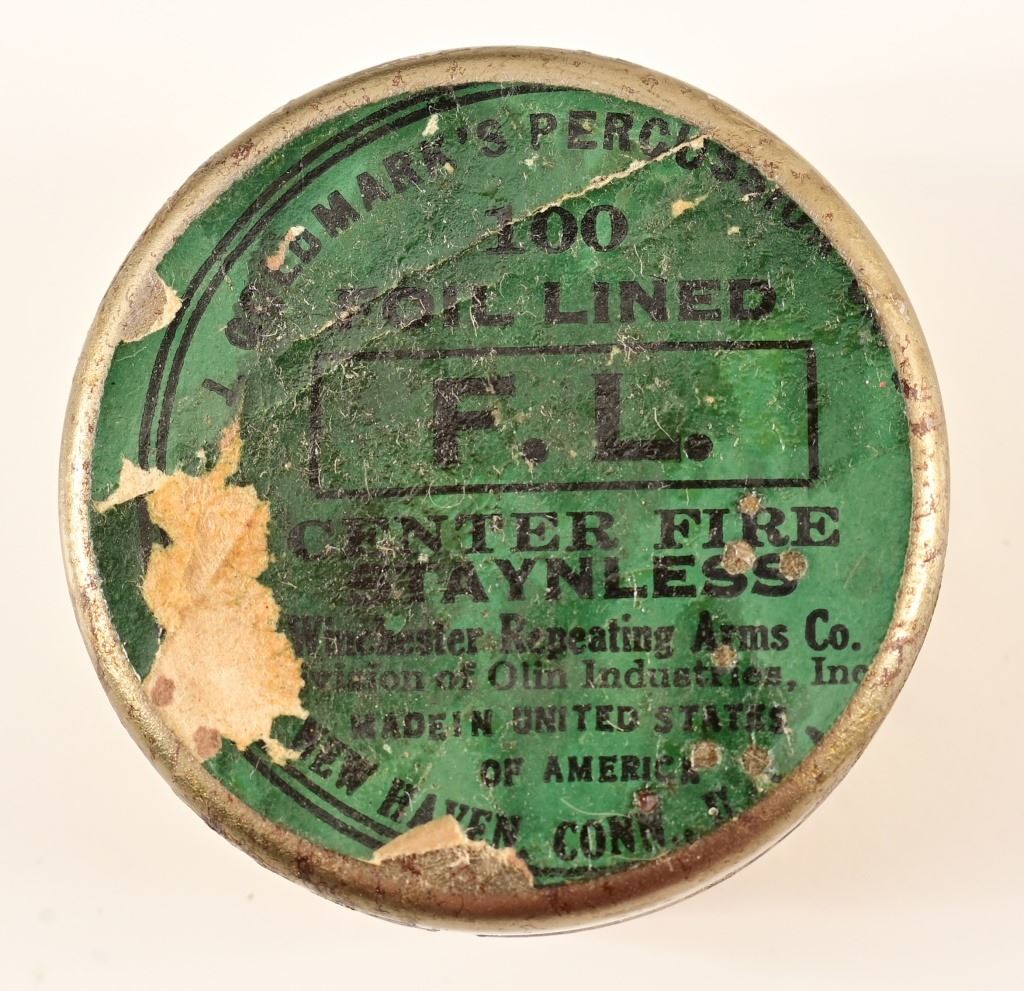 J. GOLDMARK'S PERCUSSION
100
FOIL LINED
F. L.
CENTER FIRE
STAYNLESS
Winchester Repeating Arms Co.
vision of Olin Industries, Inc
MADE IN UNITED STATES
OF AMERICA
NEW HAVEN, CONN.,